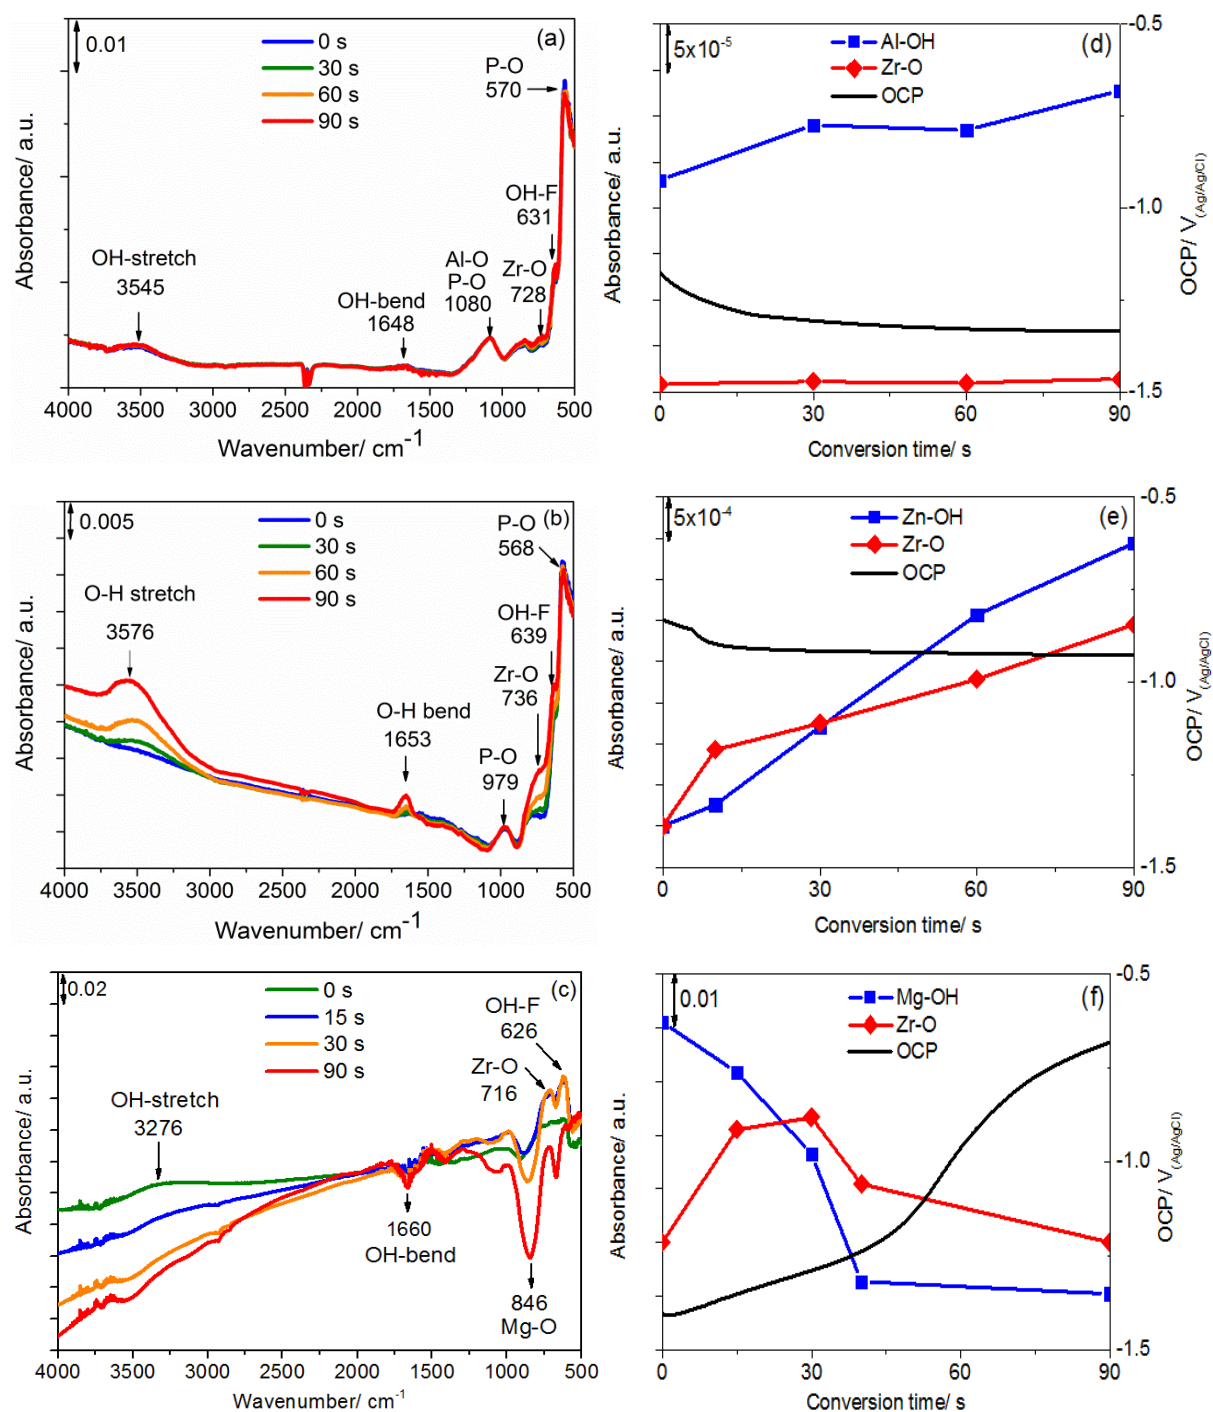 0.01
0 s
30 s
60 s
90 s
(a)
P-O
570
OH-F
631
Al-O
P-O
1080
Zr-O
728
OH-stretch
3545
OH-bend
1648
Absorbance/ a.u.
4000 3500 3000 2500 2000 1500 1000 500
Wavenumber/ cm-1
5x10-5
Al-OH
Zr-O
OCP
(d)
-0.5
-1.0
-1.5
Absorbance/ a.u.
OCP/ V(Ag/Ag/Cl)
0 30 60 90
Conversion time/ s
0.005
0 s
30 s
60 s
90 s
(b)
P-O
568
OH-F
639
Zr-O
736
O-H stretch
3576
O-H bend
1653
P-O
979
Absorbance/ a.u.
4000 3500 3000 2500 2000 1500 1000 500
Wavenumber/ cm-1
5x10-4
Zn-OH
Zr-O
OCP
(e)
-0.5
-1.0
-1.5
Absorbance/ a.u.
OCP/ V(Ag/AgCl)
0 30 60 90
Conversion time/ s
0.02
0 s
15 s
30 s
90 s
(c)
OH-F
626
Zr-O
716
OH-stretch
3276
1660
OH-bend
846
Mg-O
Absorbance/ a.u.
4000 3500 3000 2500 2000 1500 1000 500
Wavenumber/ cm-1
0.01
Mg-OH
Zr-O
OCP
(f)
-0.5
-1.0
-1.5
Absorbance/ a.u.
OCP/ V(Ag/AgCl)
0 30 60 90
Conversion time/ s